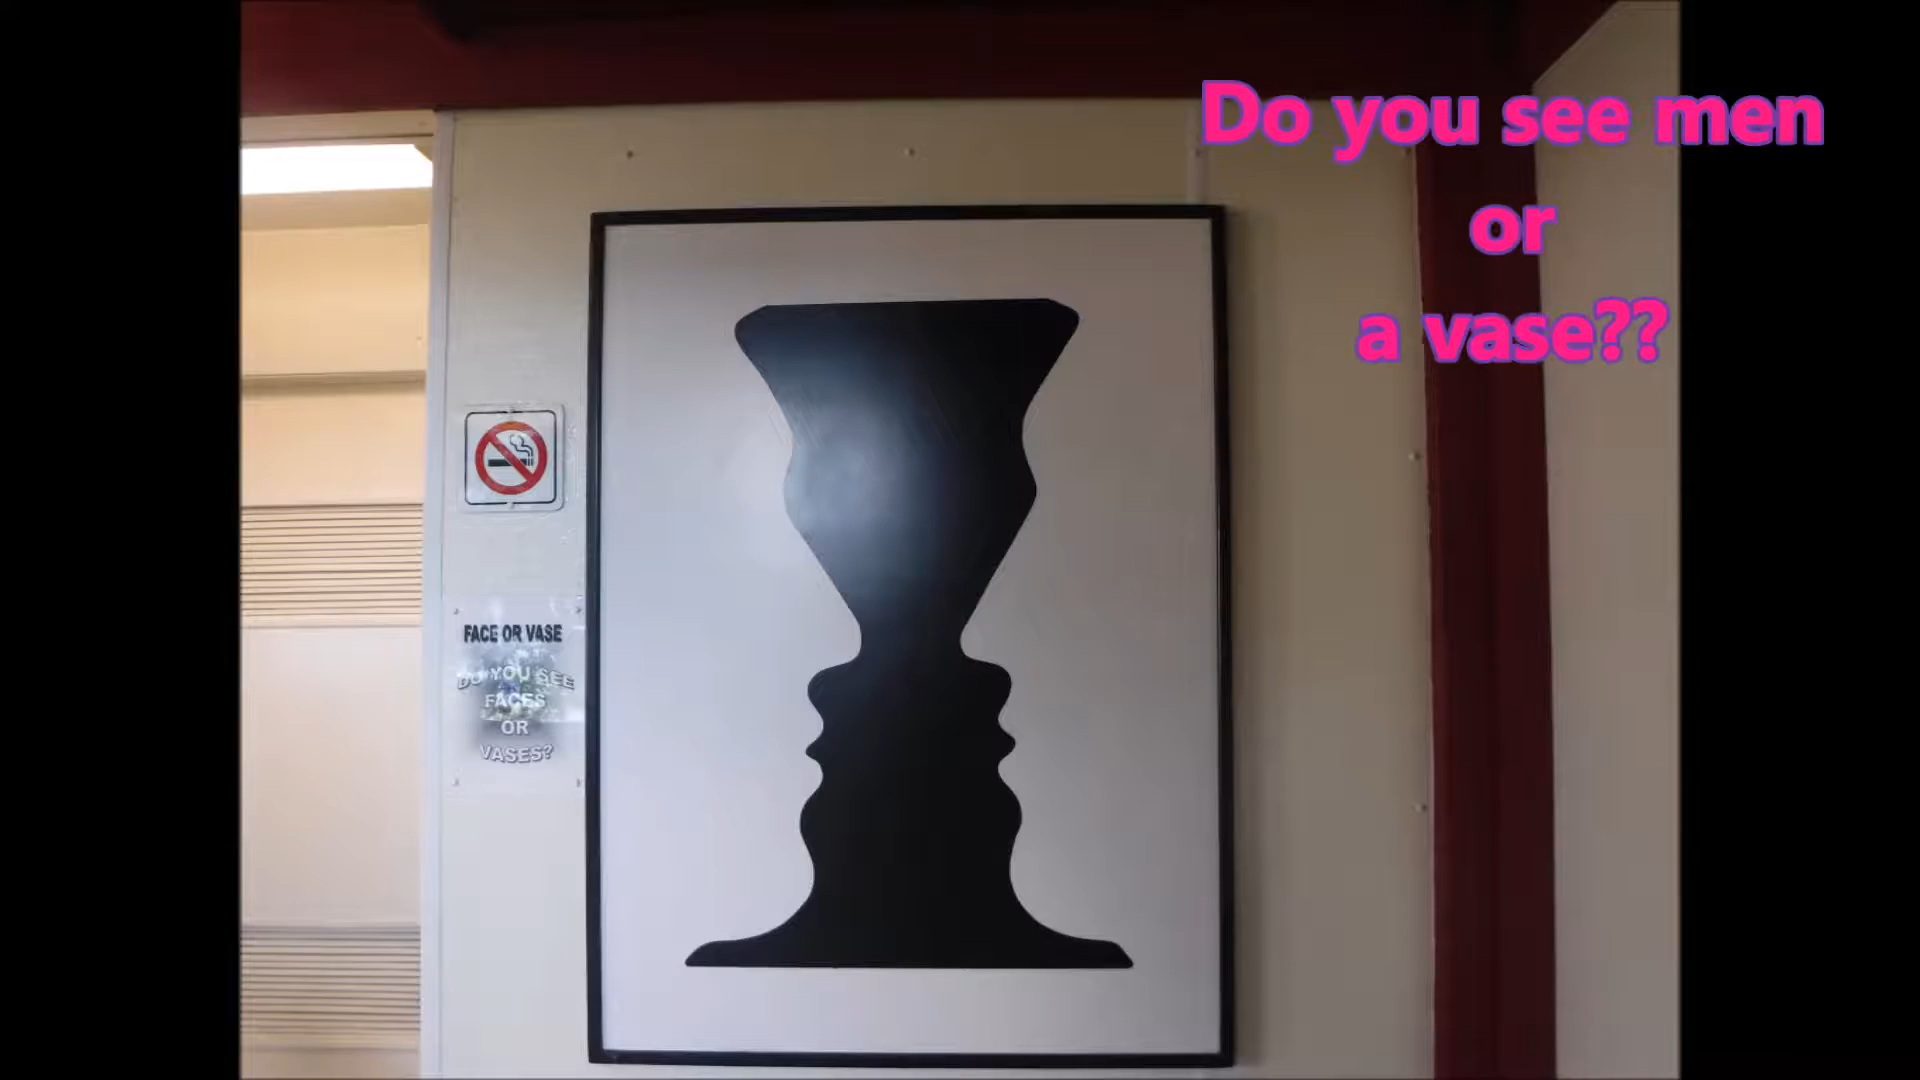 Do you see men
or
a vase??
FACE OR VASE
DO YOU SEE
FACES
OR
VASES?